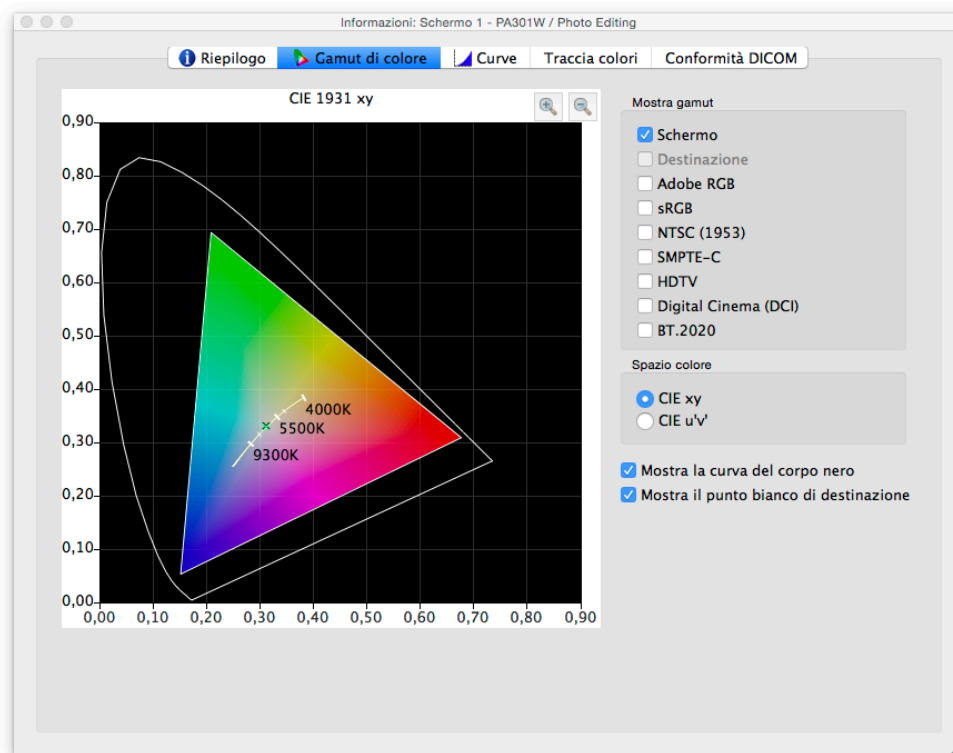 Informazioni: Schermo 1 - PA301W / Photo Editing
Riepilogo
Gamut di colore
Curve
Traccia colori
Conformità DICOM
CIE 1931 xy
0,90
0,80
0,70
0,60
0,50
0,40
0,30
0,20
0,10
0,00
4000K
5500K
9300K
0,00 0,10 0,20 0,30 0,40 0,50 0,60 0,70 0,80 0,90
Mostra gamut
Schermo
Destinazione
Adobe RGB
sRGB
NTSC (1953)
SMPTE-C
HDTV
Digital Cinema (DCI)
BT.2020
Spazio colore
CIE xy
CIE u'v'
Mostra la curva del corpo nero
Mostra il punto bianco di destinazione